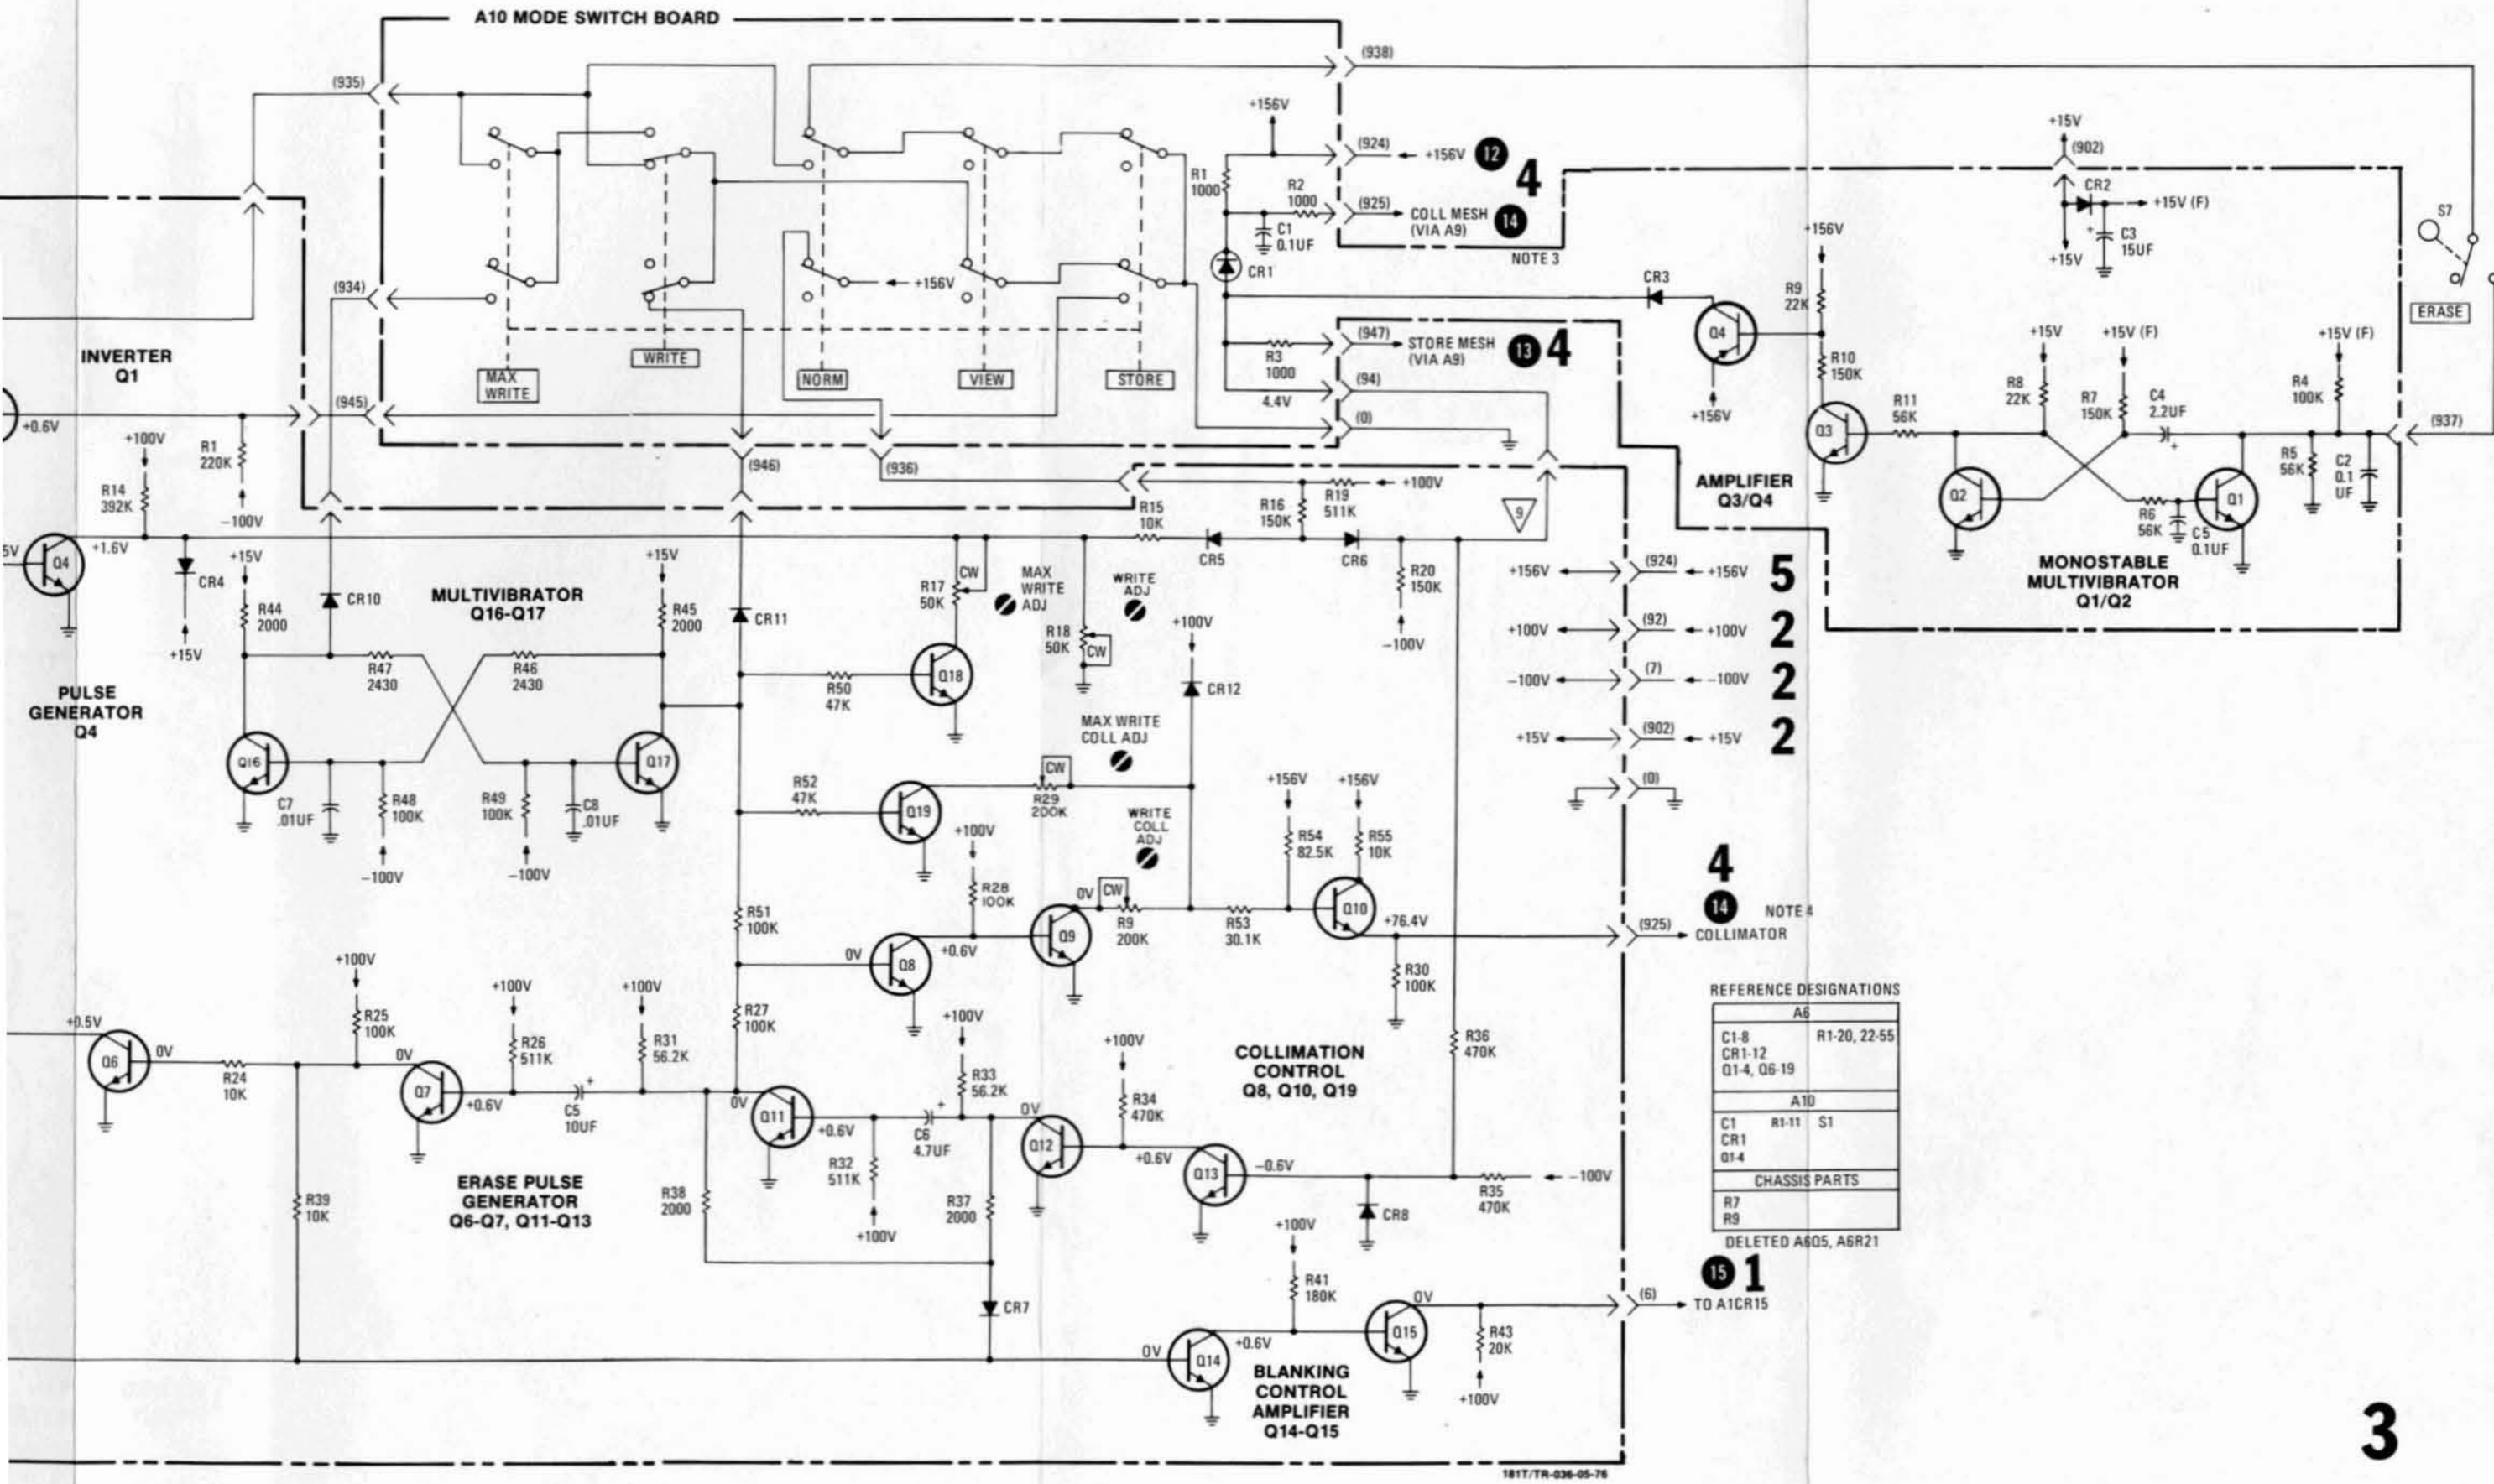 A10 MODE SWITCH BOARD
(935)
(938)
+156V
(924)
+156V
12
4
R1
1000
R2
1000
(925)
COLL MESH
(VIA A9)
14
C1
0.1UF
NOTE 3
CR1
+156V
(934)
(947)
STORE MESH
(VIA A9)
13
4
R3
1000
(94)
4.4V
(0)
MAX
WRITE
WRITE
NORM
VIEW
STORE
(945)
(946)
(936)
+15V
(902)
CR2
+15V (F)
C3
15UF
+
+15V
+156V
R9
22K
CR3
Q4
+156V
R10
150K
Q3
R11
56K
+15V
R8
22K
+15V (F)
R7
150K
C4
2.2UF
+
+15V (F)
R4
100K
(937)
R5
56K
C2
0.1
UF
Q2
R6
56K
C5
0.1UF
Q1
S7
ERASE
AMPLIFIER
Q3/Q4
MONOSTABLE
MULTIVIBRATOR
Q1/Q2
INVERTER
Q1
+0.6V
+100V
R14
392K
R1
220K
-100V
5V
Q4
+1.6V
CR4
+15V
PULSE
GENERATOR
Q4
+15V
R44
2000
CR10
MULTIVIBRATOR
Q16-Q17
+15V
R45
2000
R47
2430
R46
2430
Q16
C7
.01UF
R48
100K
-100V
R49
100K
-100V
C8
.01UF
Q17
CR11
R50
47K
Q18
R17
50K
CW
MAX
WRITE
ADJ
WRITE
ADJ
R18
50K
CW
R15
10K
CR5
R16
150K
R19
511K
+100V
CR6
9
R20
150K
-100V
+100V
CR12
MAX WRITE
COLL ADJ
R52
47K
Q19
CW
R29
200K
WRITE
COLL
ADJ
+100V
R28
100K
R51
100K
0V
Q8
+0.6V
Q9
0V
CW
R9
200K
R53
30.1K
+156V
R54
82.5K
+156V
R55
10K
Q10
+76.4V
R30
100K
+156V
(924)
+156V
5
+100V
(92)
+100V
2
-100V
(7)
-100V
2
+15V
(902)
+15V
2
(0)
4
14
NOTE 4
(925)
COLLIMATOR
+0.5V
Q6
0V
R24
10K
+100V
R25
100K
0V
Q7
+0.6V
+100V
R26
511K
C5
10UF
+
+100V
R31
56.2K
R27
100K
0V
Q11
+0.6V
R32
511K
+100V
C6
4.7UF
+
+100V
R33
56.2K
0V
Q12
+100V
R34
470K
+0.6V
Q13
-0.6V
COLLIMATION
CONTROL
Q8, Q10, Q19
R36
470K
R35
470K
-100V
CR8
R39
10K
ERASE PULSE
GENERATOR
Q6-Q7, Q11-Q13
R38
2000
R37
2000
CR7
0V
Q14
+0.6V
+100V
R41
180K
Q15
0V
R43
20K
+100V
BLANKING
CONTROL
AMPLIFIER
Q14-Q15
(6)
15
1
TO A1CR15
REFERENCE DESIGNATIONS
A6
C1-8 R1-20, 22-55
CR1-12
Q1-4, Q6-19
A10
C1 R1-11 S1
CR1
Q1-4
CHASSIS PARTS
R7
R9
DELETED A6Q5, A6R21
3
181T/TR-036-05-76